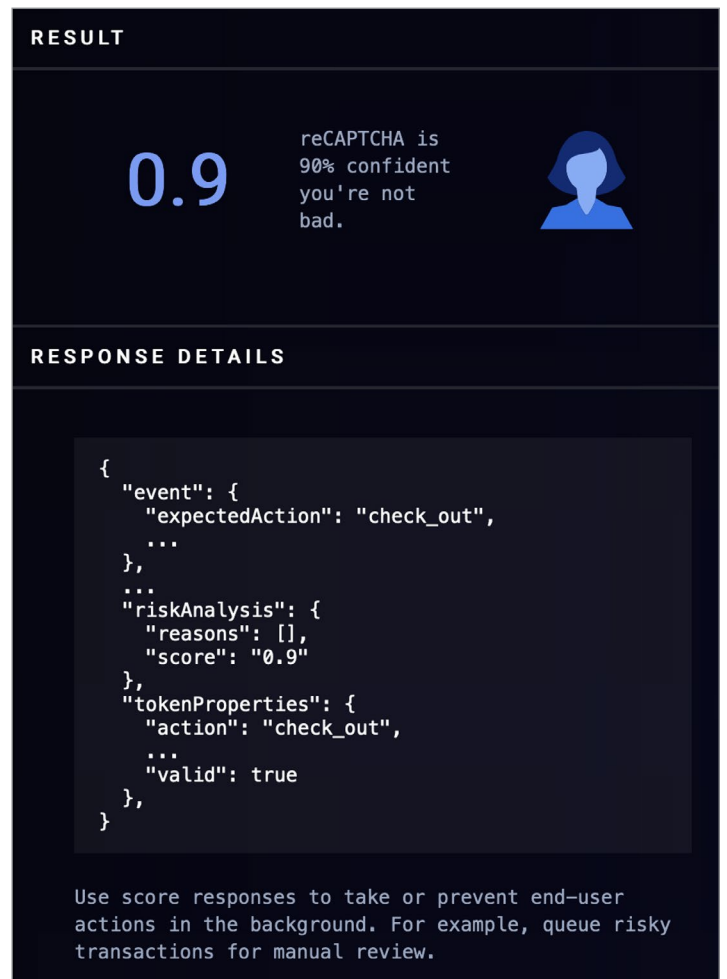 RESULT
0.9
reCAPTCHA is
90% confident
you're not
bad.
RESPONSE DETAILS
{
"event": {
"expectedAction": "check_out",
...
},
...
"riskAnalysis": {
"reasons": [],
"score": "0.9"
},
"tokenProperties": {
"action": "check_out",
...
"valid": true
},
}
Use score responses to take or prevent end-user
actions in the background. For example, queue risky
transactions for manual review.